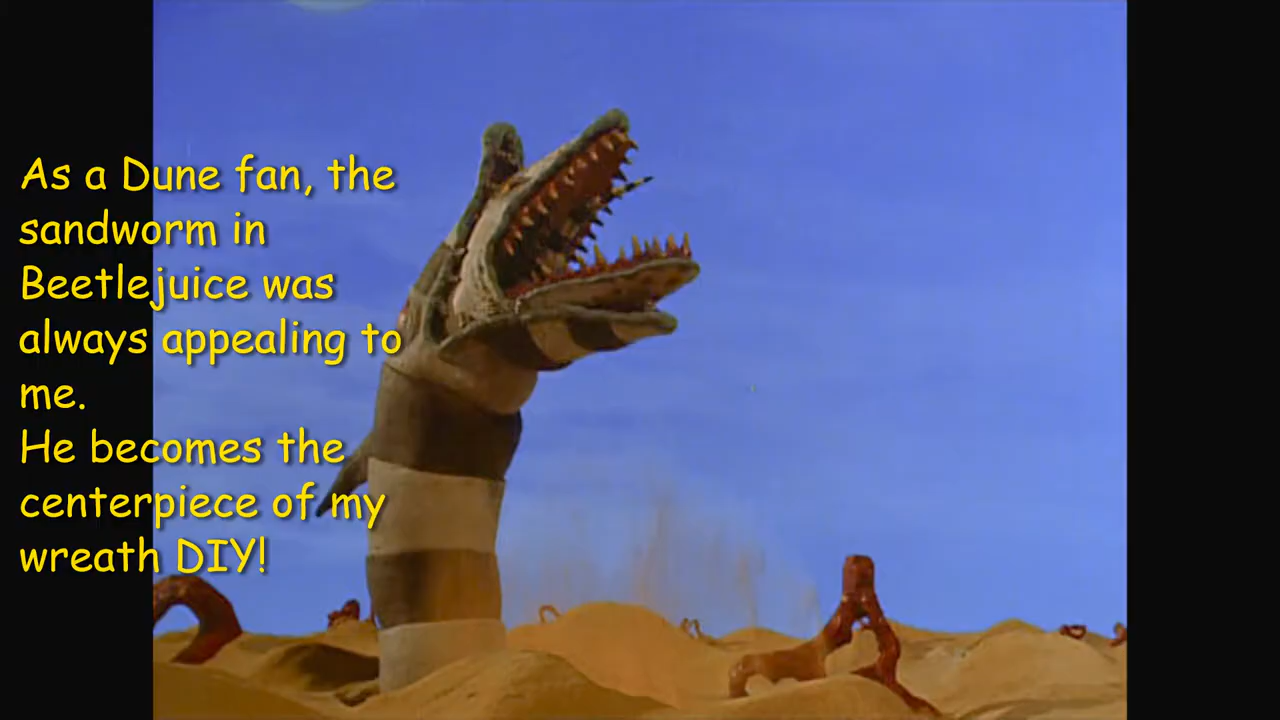 As a Dune fan, the
sandworm in
Beetlejuice was
always appealing to
me.
He becomes the
centerpiece of my
wreath DIY!